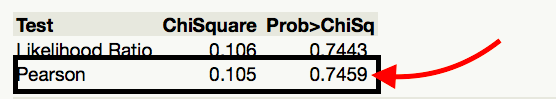 Test ChiSquare Prob>ChiSq
Likelihood Ratio 0.106 0.7443
Pearson 0.105 0.7459